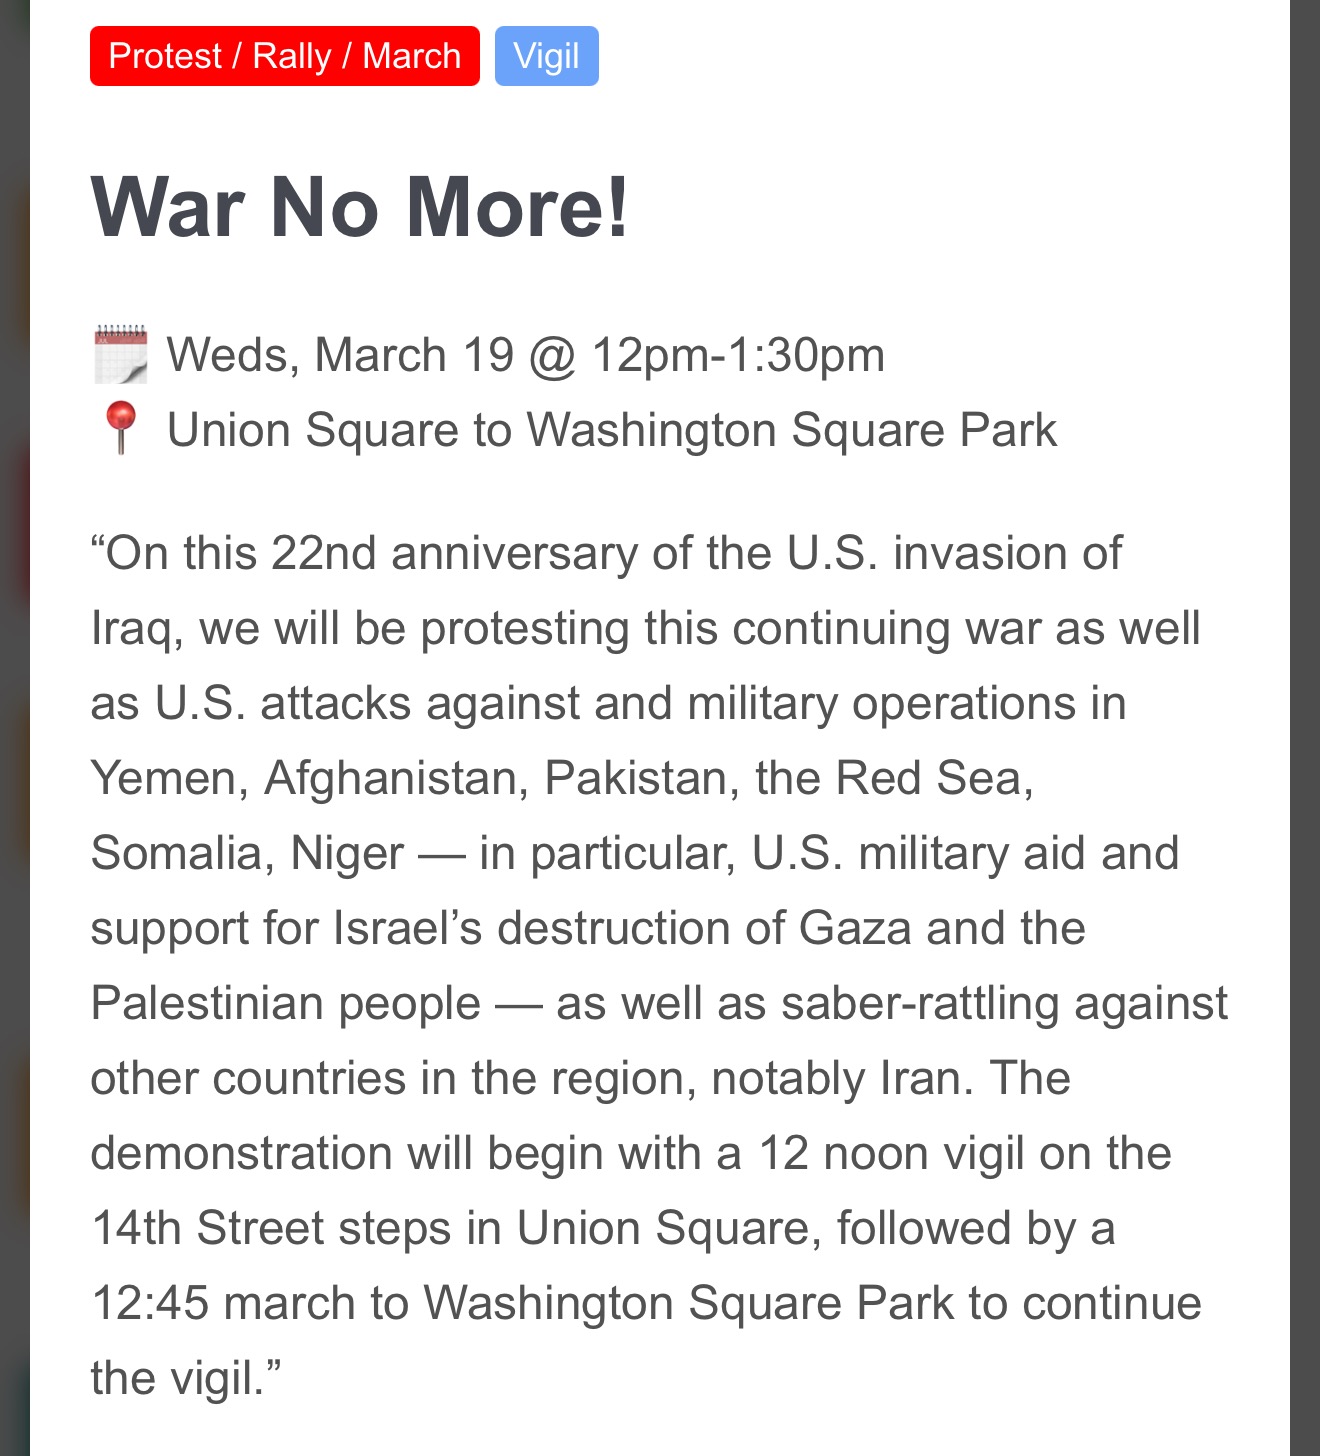 Protest / Rally / March Vigil
War No More!
Weds, March 19 @ 12pm-1:30pm
Union Square to Washington Square Park
“On this 22nd anniversary of the U.S. invasion of
Iraq, we will be protesting this continuing war as well
as U.S. attacks against and military operations in
Yemen, Afghanistan, Pakistan, the Red Sea,
Somalia, Niger — in particular, U.S. military aid and
support for Israel’s destruction of Gaza and the
Palestinian people — as well as saber-rattling against
other countries in the region, notably Iran. The
demonstration will begin with a 12 noon vigil on the
14th Street steps in Union Square, followed by a
12:45 march to Washington Square Park to continue
the vigil.”